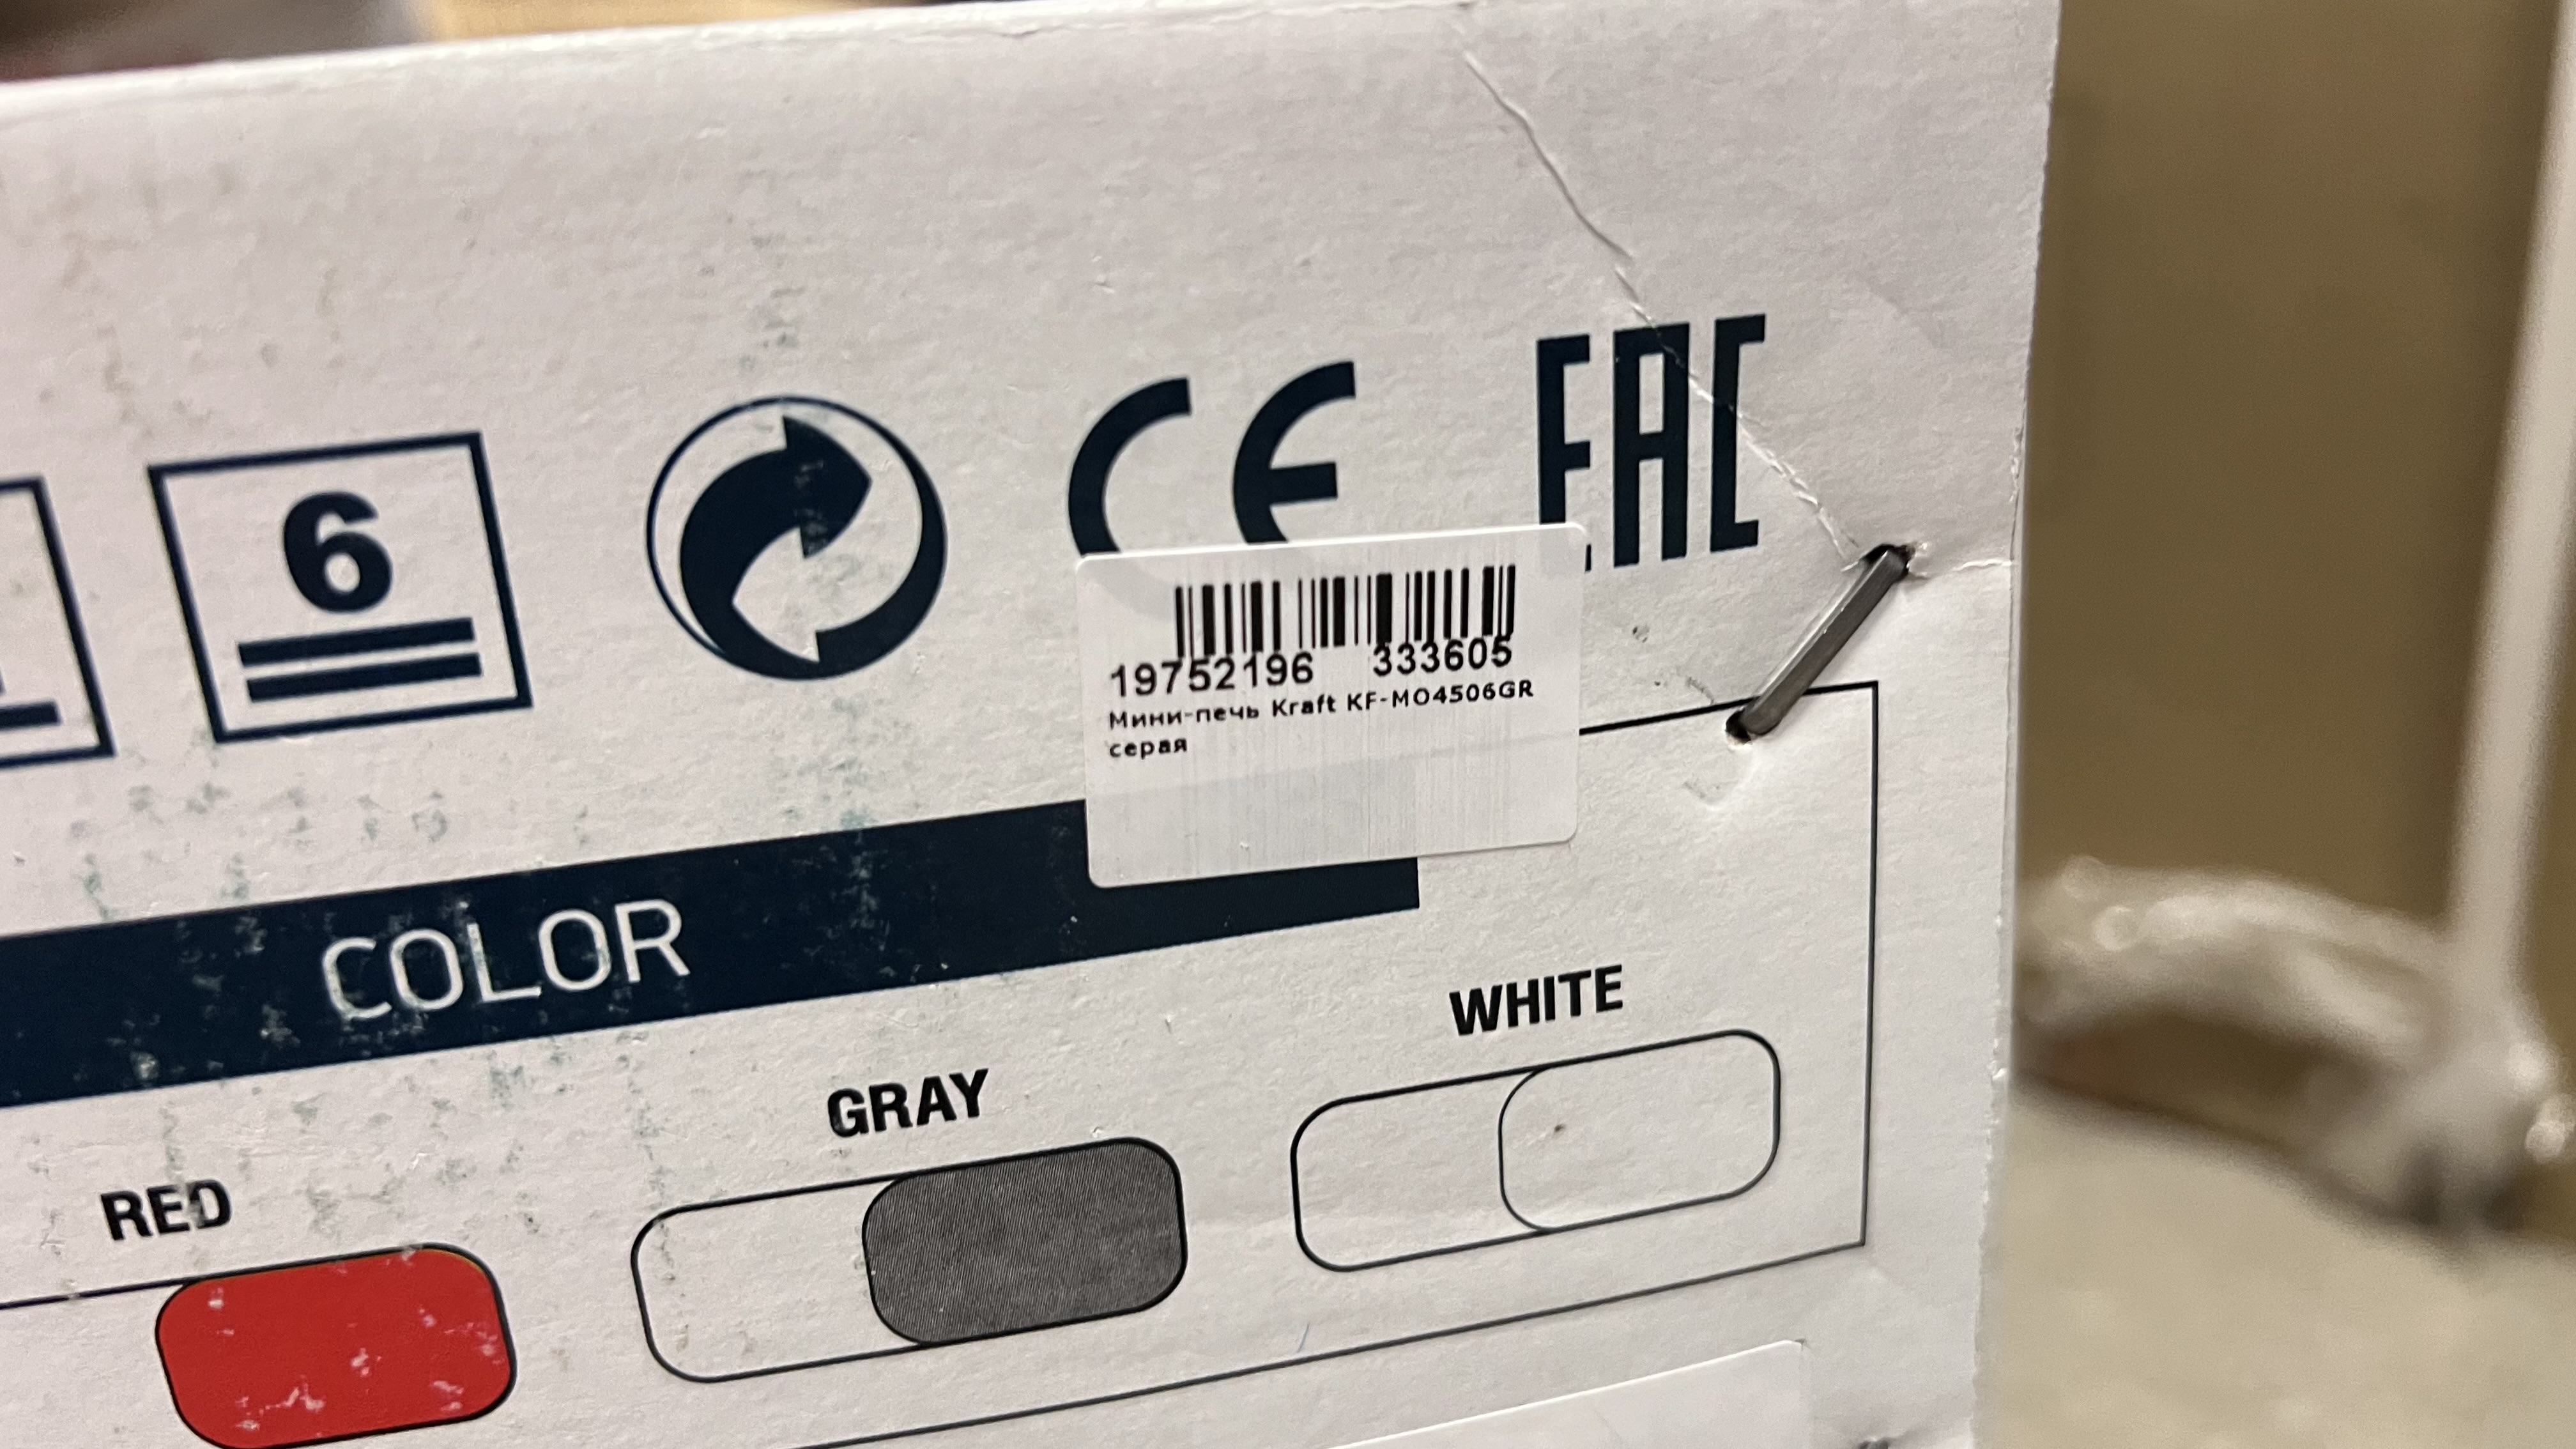 6
CE
EAC
19752196 333605
Мини-печь Kraft KF-MO4506GR
серая
COLOR
WHITE
GRAY
RED